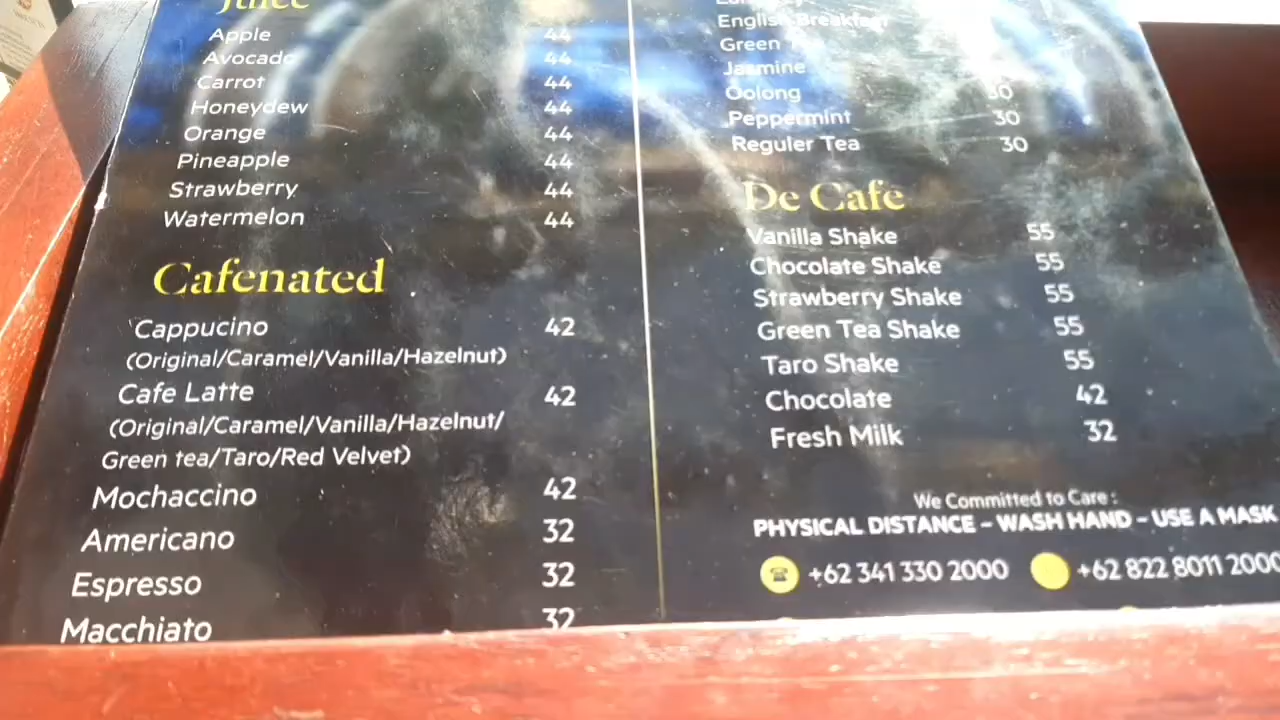 Juice
Apple 44
Avocado 44
Carrot 44
Honeydew 44
Orange 44
Pineapple 44
Strawberry 44
Watermelon 44
Cafenated
Cappucino 42
(Original/Caramel/Vanilla/Hazelnut)
Cafe Latte 42
(Original/Caramel/Vanilla/Hazelnut/
Green tea/Taro/Red Velvet)
Mochaccino 42
Americano 32
Espresso 32
Macchiato 32
English Breakfast
Green
Jasmine
Oolong 30
Peppermint 30
Reguler Tea 30
De Cafe
Vanilla Shake 55
Chocolate Shake 55
Strawberry Shake 55
Green Tea Shake 55
Taro Shake 55
Chocolate 42
Fresh Milk 32
We Committed to Care :
PHYSICAL DISTANCE - WASH HAND - USE A MASK
+62 341 330 2000 +62 822 8011 2000